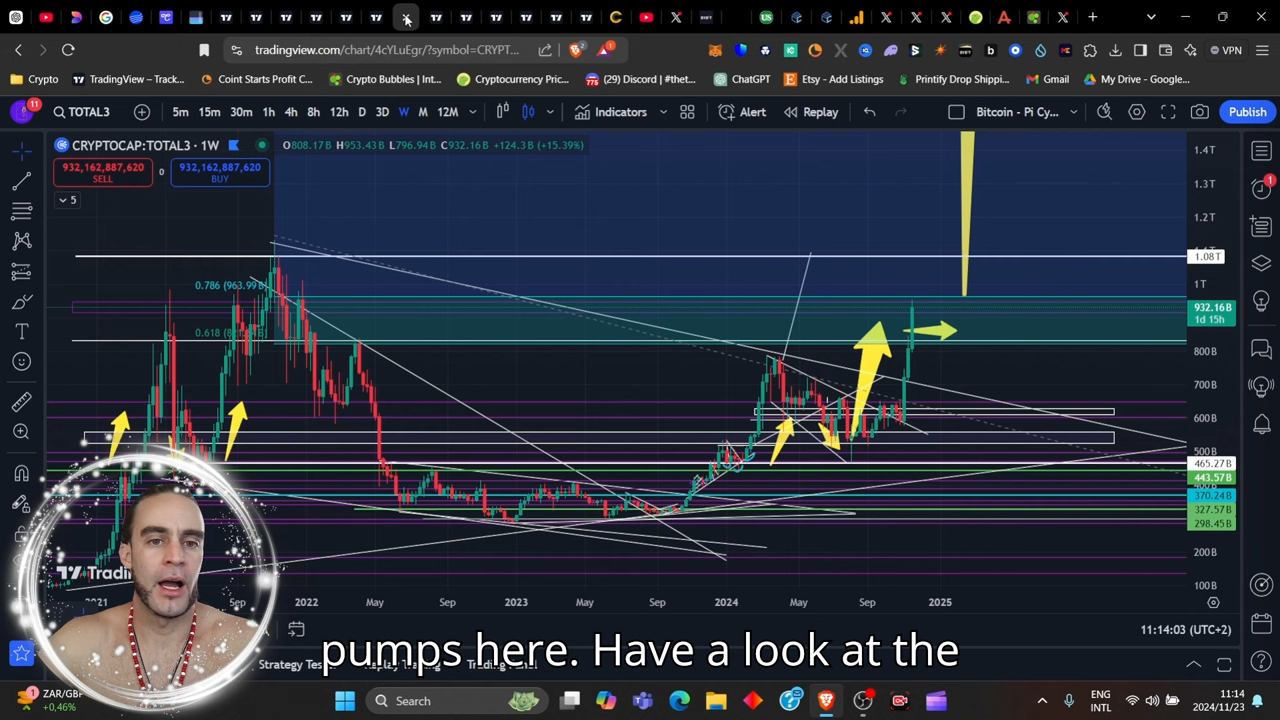 tradingview.com/chart/4cYLuEgr/?symbol=CRYPT...
2
1
VPN
Crypto
TradingView – Track...
Coint Starts Profit C...
Crypto Bubbles | Int...
Cryptocurrency Pric...
(29) Discord | #thet...
ChatGPT
Etsy - Add Listings
Printify Drop Shippi...
Gmail
My Drive - Google...
11
TOTAL3
5m
15m
30m
1h
4h
8h
12h
D
3D
W
M
12M
Indicators
Alert
Replay
Bitcoin - Pi Cy...
Publish
CRYPTOCAP:TOTAL3 · 1W
O808.17B H953.43B L796.94B C932.16B +124.3B (+15.39%)
932,162,887,620
SELL
0
932,162,887,620
BUY
5
0.786 (963.99B)
1.4T
1.3T
1.2T
1.08T
1T
932.16B
1d 15h
800B
700B
600B
500B
465.27B
443.57B
370.24B
327.57B
298.45B
200B
100B
2021
Sep
2022
May
Sep
2023
May
Sep
2024
May
Sep
2025
11:14:03 (UTC+2)
pumps here. Have a look at the
ZAR/GBP
+0,46%
Search
ENG
INTL
11:14
2024/11/23